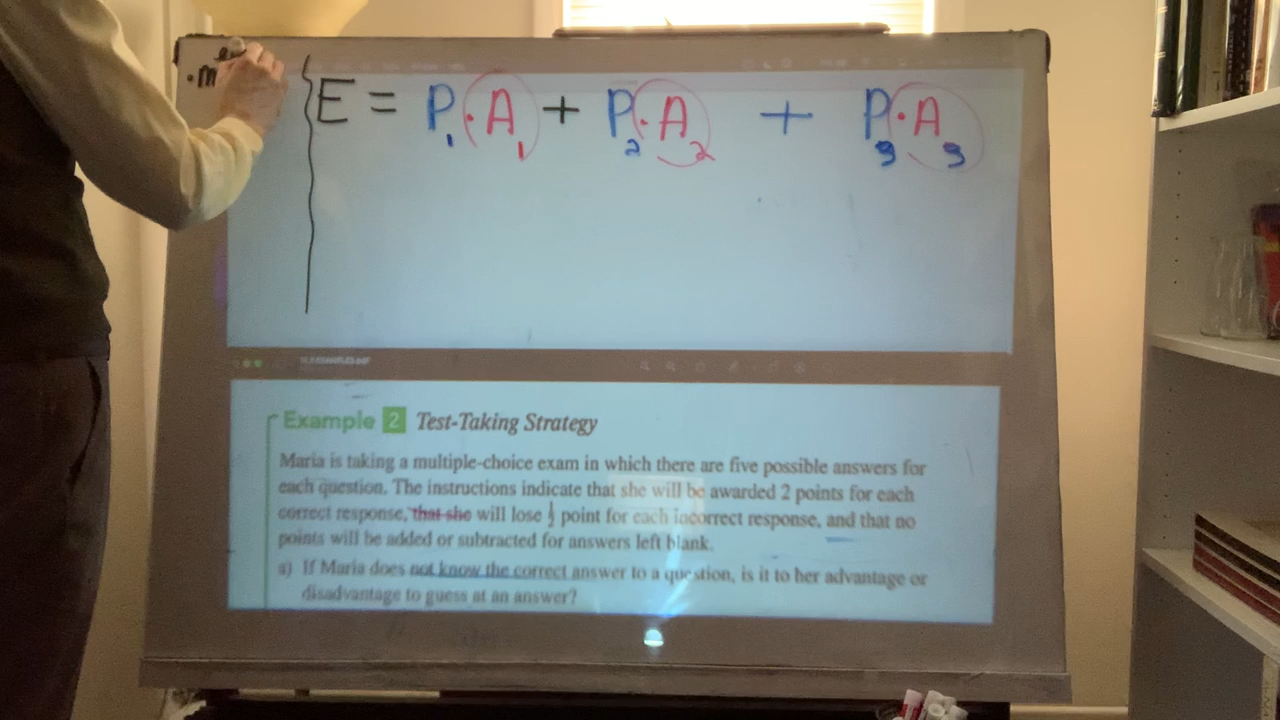 E = P₁·A₁ + P₂·A₂ + P₃·A₃
Example 2 Test-Taking Strategy
Maria is taking a multiple-choice exam in which there are five possible answers for
each question. The instructions indicate that she will be awarded 2 points for each
correct response, that she will lose ½ point for each incorrect response, and that no
points will be added or subtracted for answers left blank.
a) If Maria does not know the correct answer to a question, is it to her advantage or
disadvantage to guess at an answer?